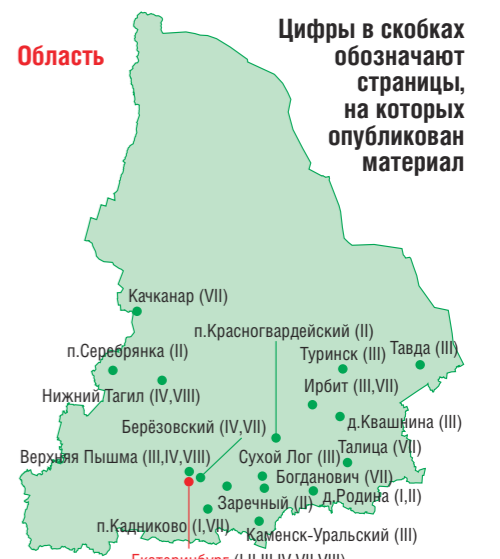 Область
Цифры в скобках
обозначают
страницы,
на которых
опубликован
материал
Качканар (VII)
п.Красногвардейский (II)
п.Серебрянка (II)
Туринск (III)
Тавда (III)
Нижний Тагил (IV,VIII)
Ирбит (III,VII)
Берёзовский (IV,VII)
д.Квашнина (III)
Верхняя Пышма (III,IV,VIII)
Сухой Лог (III)
Талица (VII)
Богданович (VII)
Заречный (II)
д.Родина (I,II)
п.Кадниково (I,VII)
Каменск-Уральский (III)
Екатеринбург